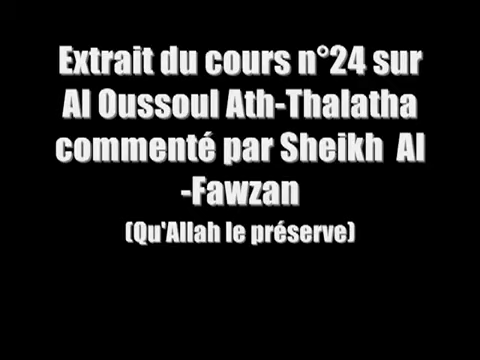 Extrait du cours n°24 sur
Al Oussoul Ath-Thalatha
commenté par Sheikh Al
-Fawzan
(Qu'Allah le préserve)